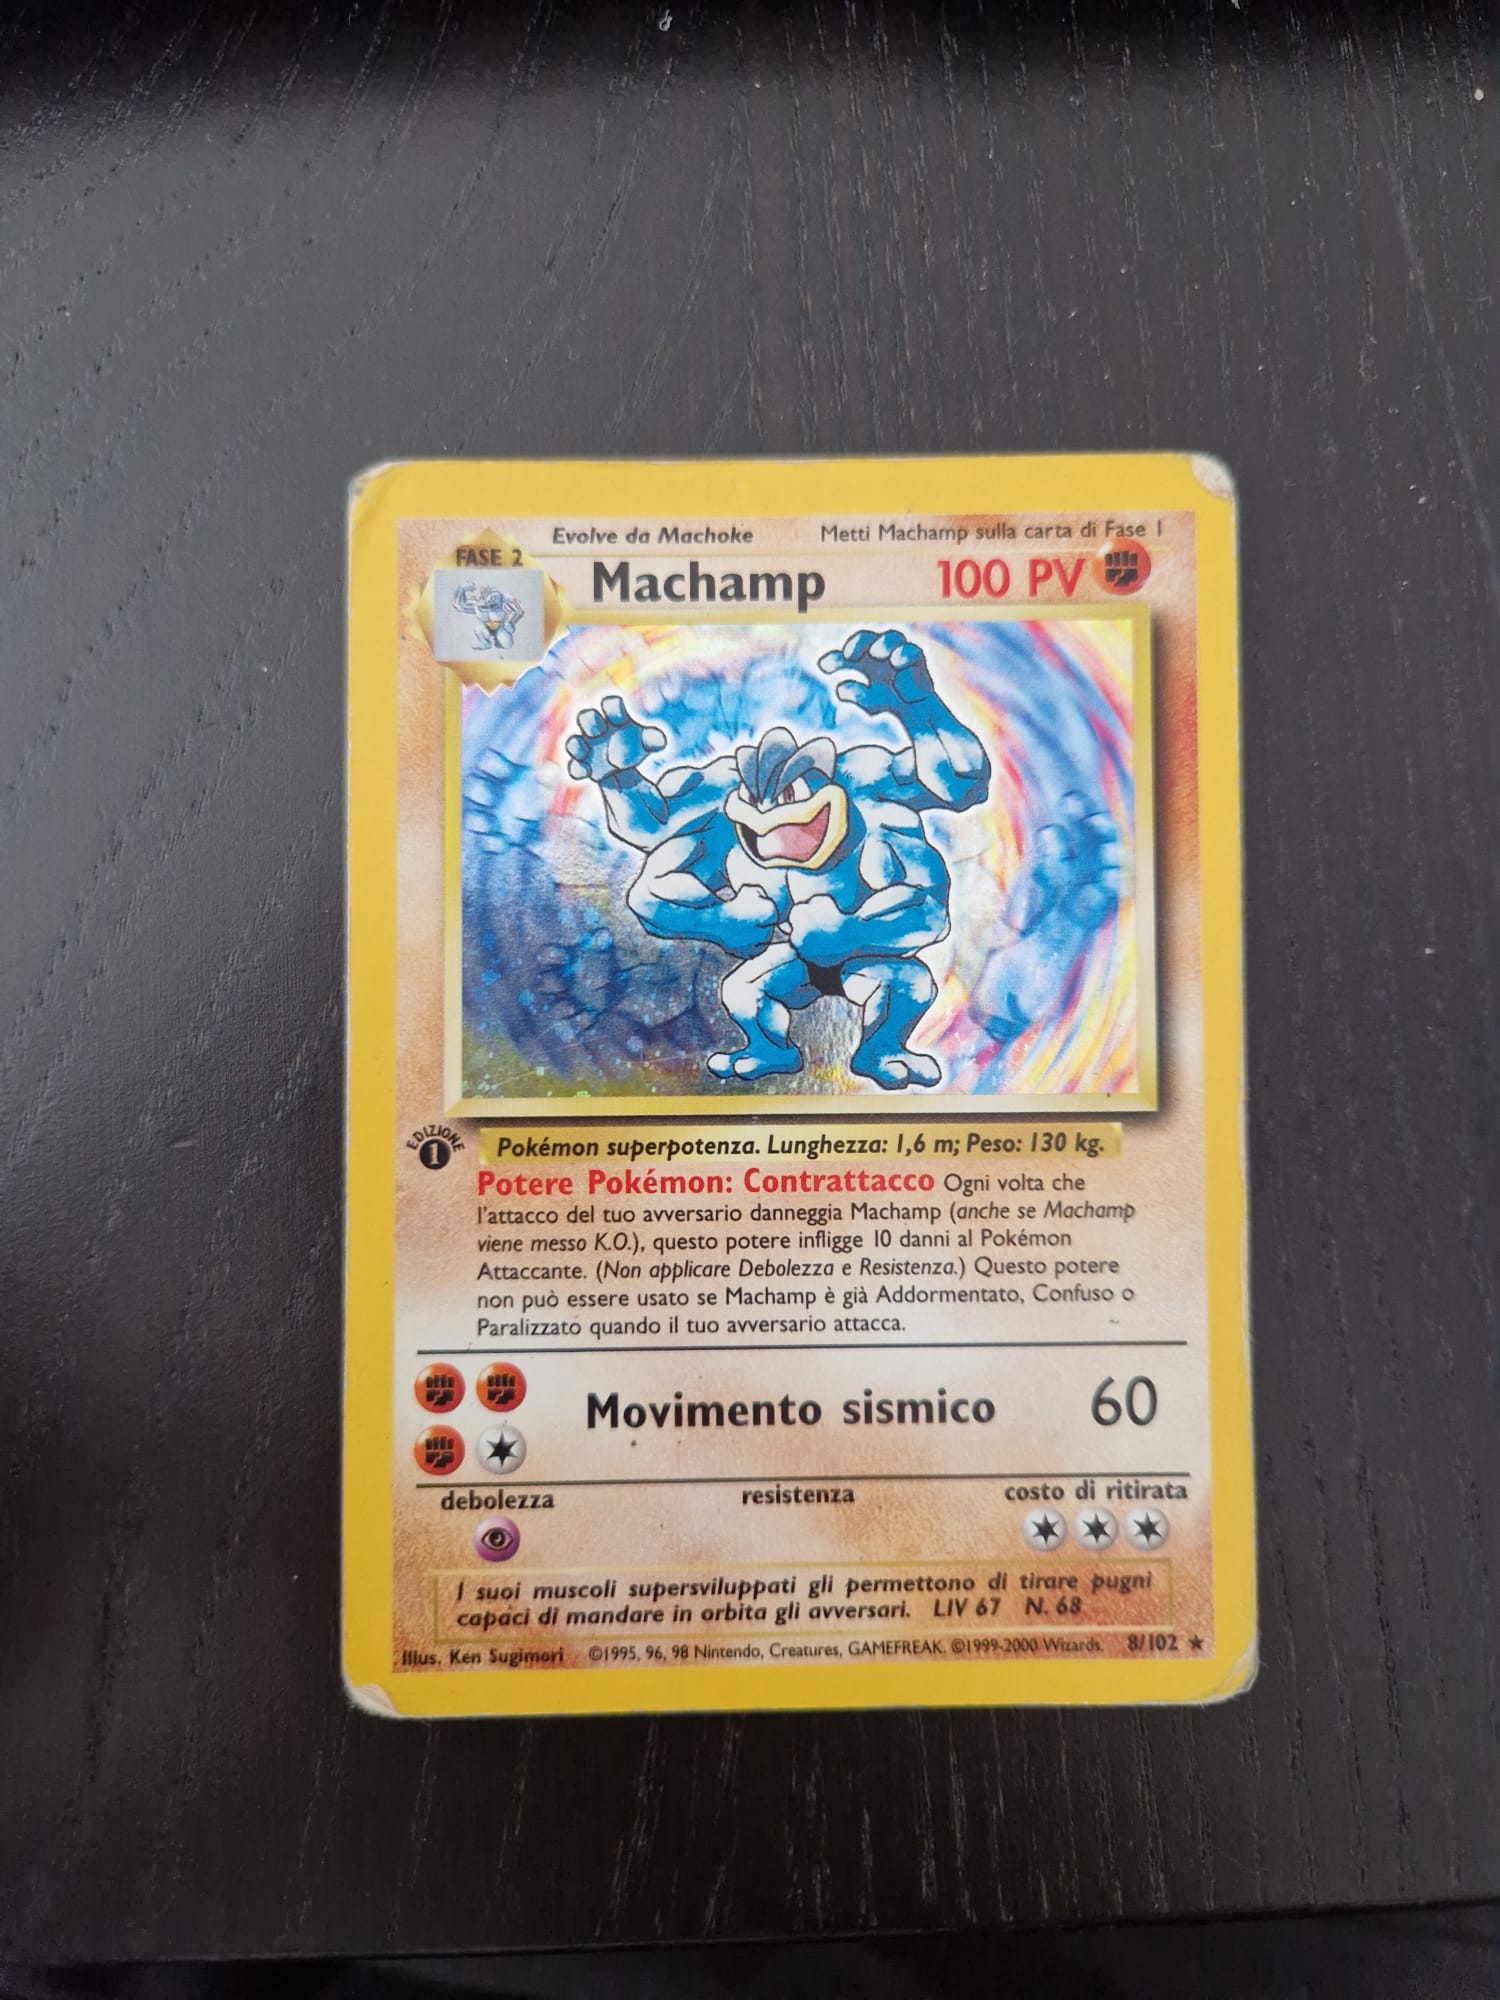 Evolve da Machoke
Metti Machamp sulla carta di Fase 1
FASE 2
Machamp
100 PV
EDIZIONE
1
Pokémon superpotenza. Lunghezza: 1,6 m; Peso: 130 kg.
Potere Pokémon: Contrattacco Ogni volta che
l'attacco del tuo avversario danneggia Machamp (anche se Machamp
viene messo K.O.), questo potere infligge 10 danni al Pokémon
Attaccante. (Non applicare Debolezza e Resistenza.) Questo potere
non può essere usato se Machamp è già Addormentato, Confuso o
Paralizzato quando il tuo avversario attacca.
Movimento sismico
60
debolezza
resistenza
costo di ritirata
I suoi muscoli supersviluppati gli permettono di tirare pugni
capaci di mandare in orbita gli avversari. LIV 67 N. 68
Illus. Ken Sugimori ©1995, 96, 98 Nintendo, Creatures, GAMEFREAK. ©1999-2000 Wizards. 8/102 ★